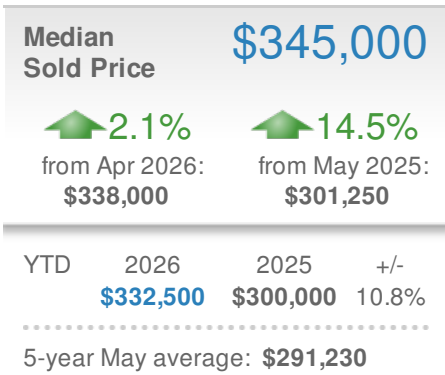 Median $345,000
Sold Price
2.1% 14.5%
from Apr 2026: from May 2025:
$338,000 $301,250
YTD 2026 2025 +/-
$332,500 $300,000 10.8%
5-year May average: $291,230